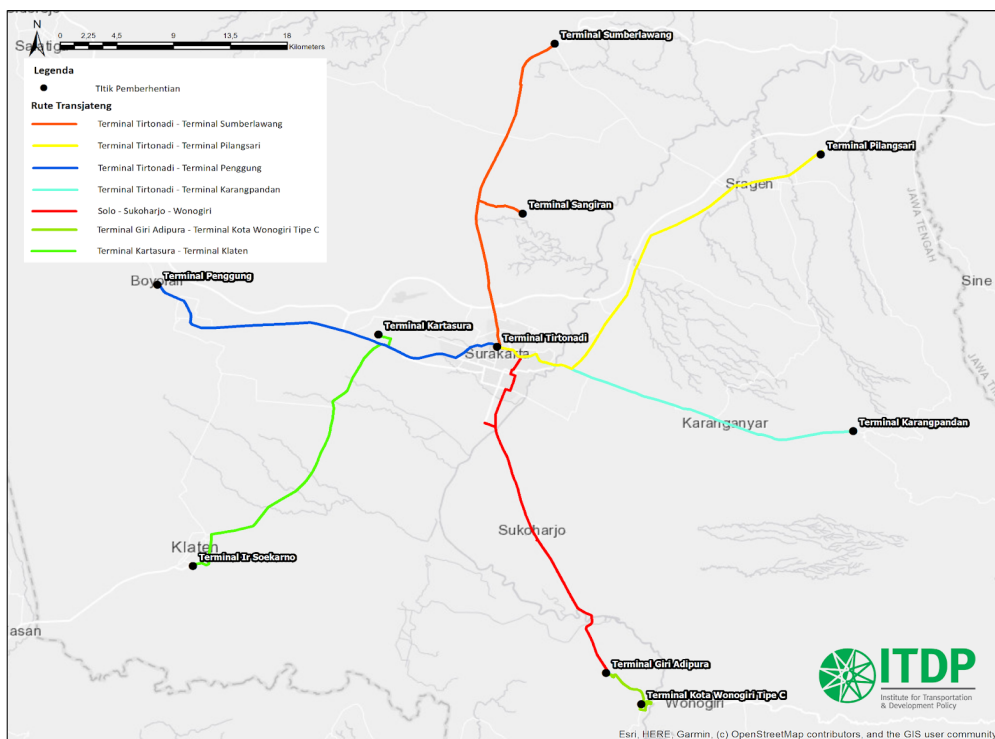 N
0 2,25 4,5 9 13,5 18
Kilometers
Legenda
Titik Pemberhentian
Rute Transjateng
Terminal Tirtonadi - Terminal Sumberlawang
Terminal Tirtonadi - Terminal Pilangsari
Terminal Tirtonadi - Terminal Penggung
Terminal Tirtonadi - Terminal Karangpandan
Solo - Sukoharjo - Wonogiri
Terminal Giri Adipura - Terminal Kota Wonogiri Tipe C
Terminal Kartasura - Terminal Klaten
Terminal Sumberlawang
Terminal Pilangsari
Sragen
JAWA TENGAH
Terminal Sangiran
Terminal Penggung
Sine
Terminal Kartasura
Terminal Tirtonadi
Surakarta
Karanganyar
Terminal Karangpandan
Sukoharjo
Klaten
Terminal Ir Soekarno
asan
Terminal Giri Adipura
Terminal Kota Wonogiri Tipe C
Wonogiri
ITDP
Institute for Transportation
& Development Policy
Esri, HERE, Garmin, (c) OpenStreetMap contributors, and the GIS user community